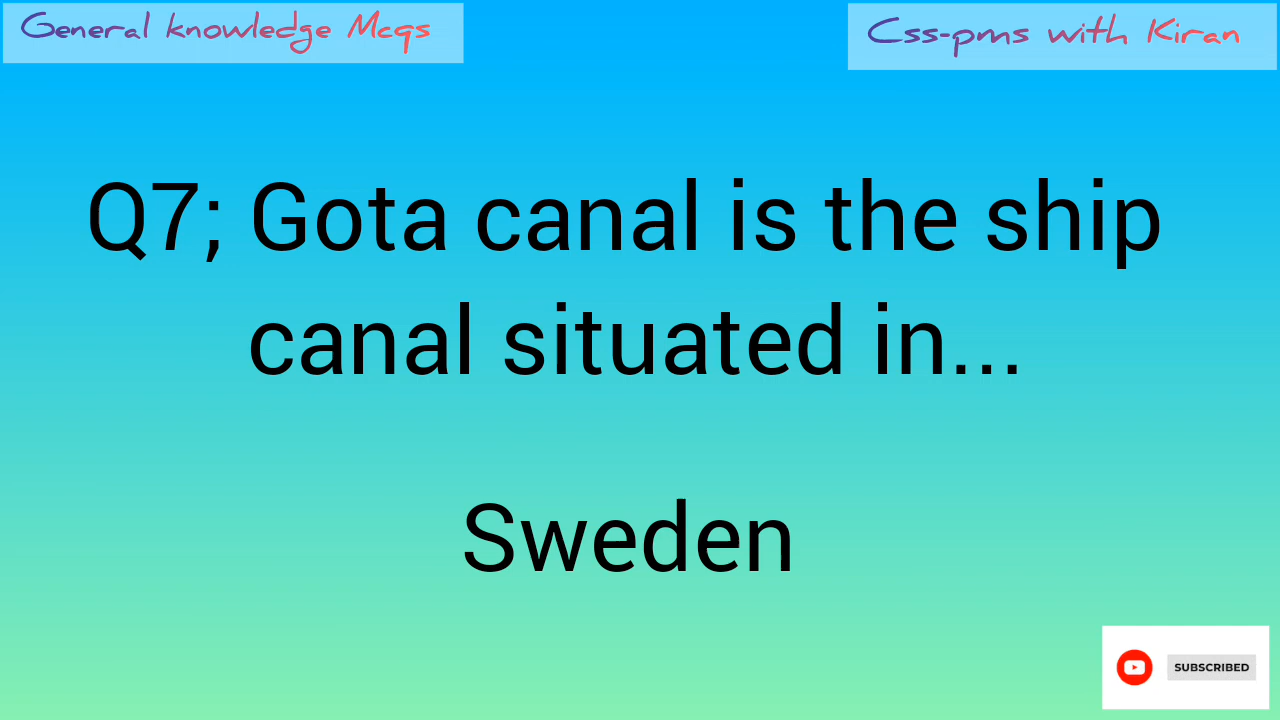 General knowledge Mcqs
Css-pms with Kiran
Q7; Gota canal is the ship
canal situated in...
Sweden
SUBSCRIBED